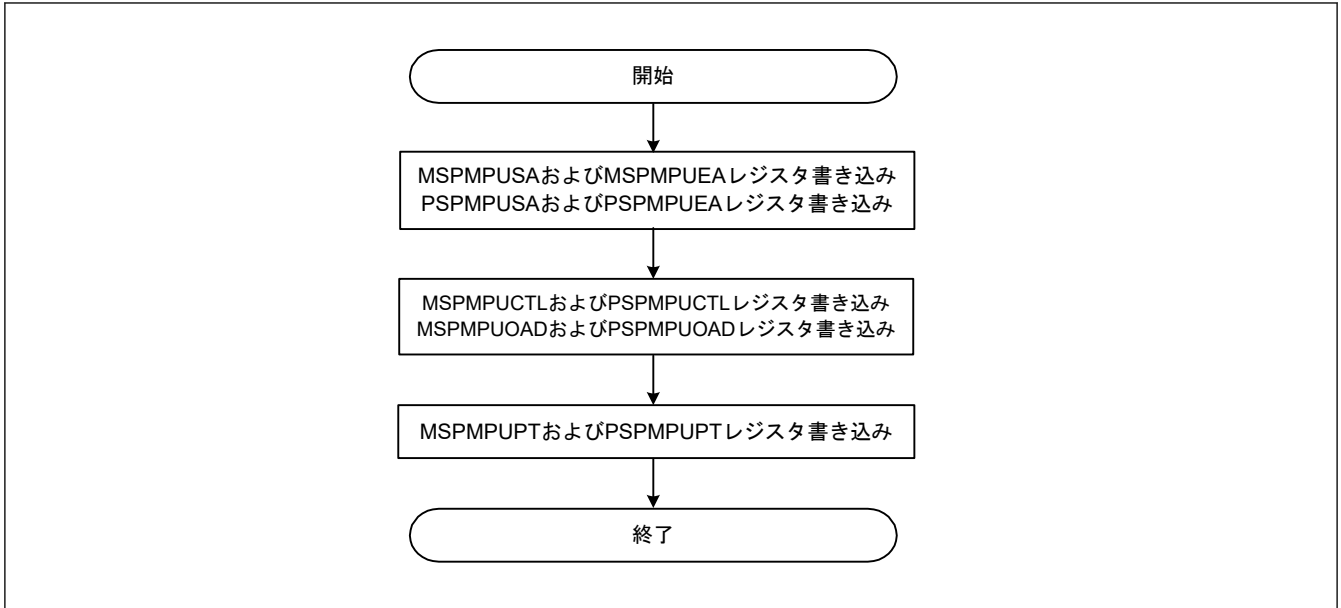 開始
MSPMPUSAおよびMSPMPUEAレジスタ書き込み
PSPMPUSAおよびPSPMPUEAレジスタ書き込み
MSPMPUCTLおよびPSPMPUCTLレジスタ書き込み
MSPMPUOADおよびPSPMPUOADレジスタ書き込み
MSPMPUPTおよびPSPMPUPTレジスタ書き込み
終了